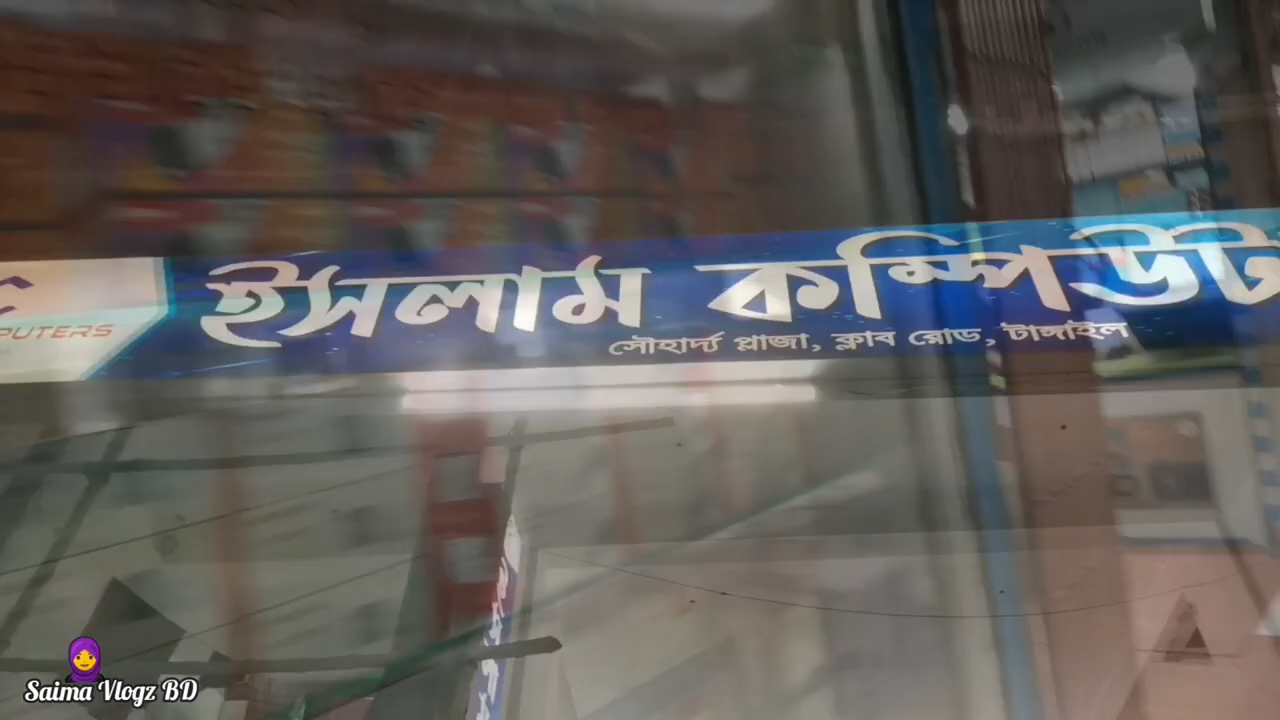 PUTERS
ইসলাম কম্পিউট
সৌহার্দ্য প্লাজা, ক্লাব রোড, টাঙ্গাইল
Saima Vlogz BD